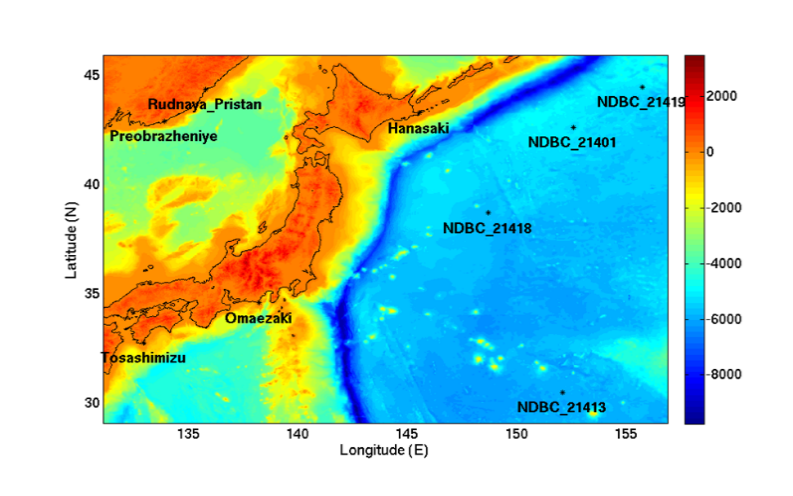 45
2000
NDBC_21419
Rudnaya_Pristan
Hanasaki
Preobrazheniye
NDBC_21401
0
40
-2000
NDBC_21418
Latitude (N)
-4000
35
Omaezaki
-6000
Tosashimizu
-8000
30
NDBC_21413
135
140
145
150
155
Longitude (E)